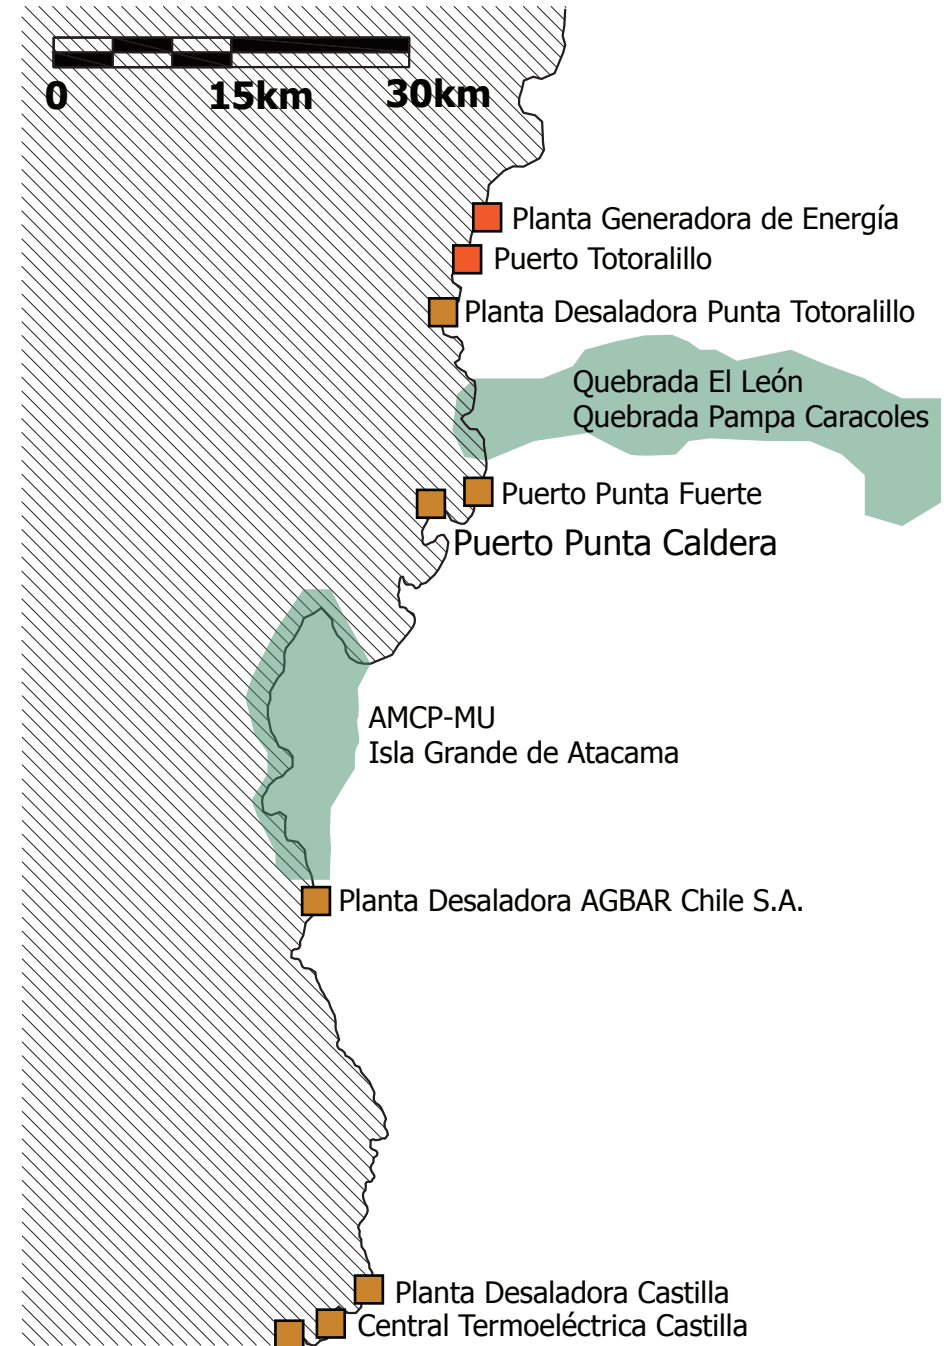 0 15km 30km
Planta Generadora de Energía
Puerto Totoralillo
Planta Desaladora Punta Totoralillo
Quebrada El León
Quebrada Pampa Caracoles
Puerto Punta Fuerte
Puerto Punta Caldera
AMCP-MU
Isla Grande de Atacama
Planta Desaladora AGBAR Chile S.A.
Planta Desaladora Castilla
Central Termoeléctrica Castilla